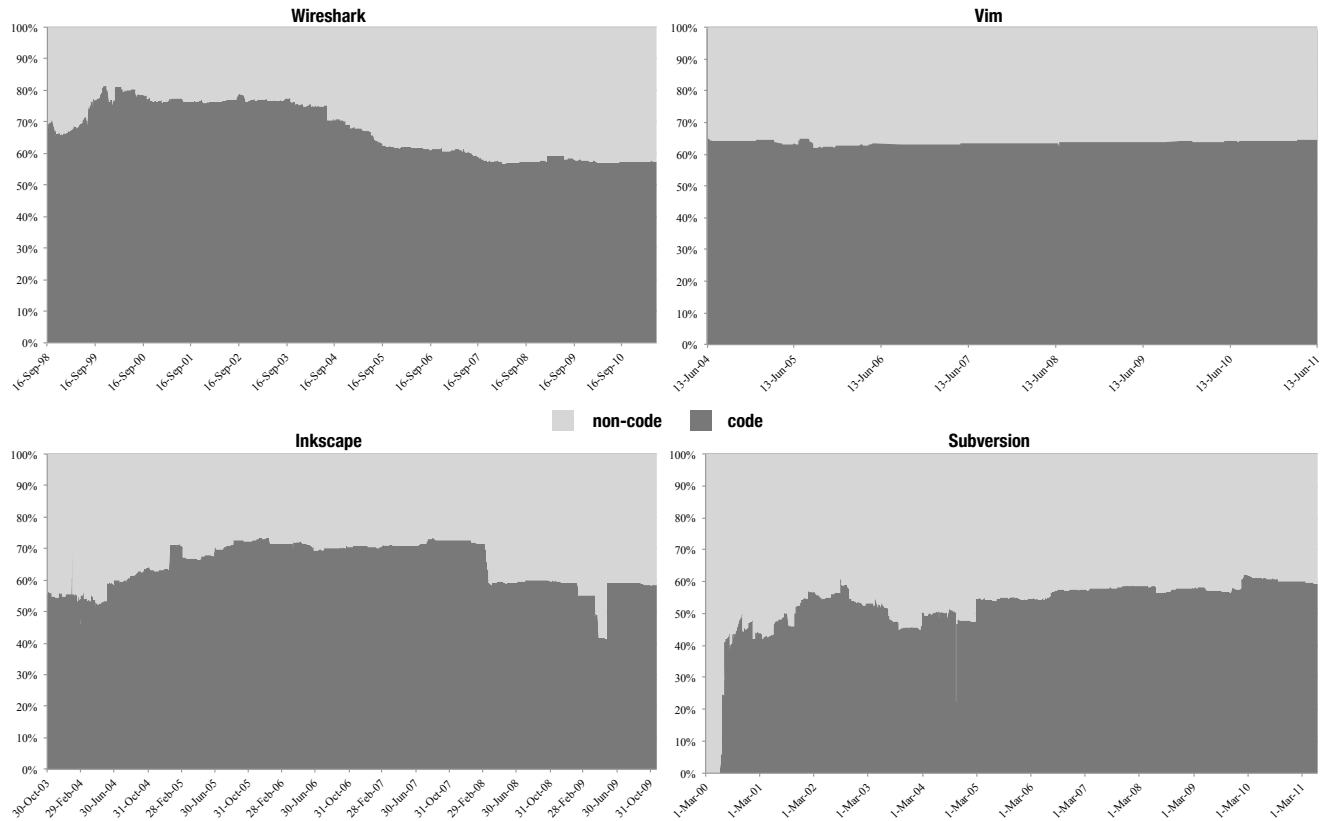 Wireshark
100%
90%
80%
70%
60%
50%
40%
30%
20%
10%
0%
16-Sep-98
16-Sep-99
16-Sep-00
16-Sep-01
16-Sep-02
16-Sep-03
16-Sep-04
16-Sep-05
16-Sep-06
16-Sep-07
16-Sep-08
16-Sep-09
16-Sep-10
Vim
100%
90%
80%
70%
60%
50%
40%
30%
20%
10%
0%
13-Jun-04
13-Jun-05
13-Jun-06
13-Jun-07
13-Jun-08
13-Jun-09
13-Jun-10
13-Jun-11
non-code code
Inkscape
100%
90%
80%
70%
60%
50%
40%
30%
20%
10%
0%
30-Oct-03
29-Feb-04
30-Jun-04
31-Oct-04
28-Feb-05
30-Jun-05
31-Oct-05
28-Feb-06
30-Jun-06
31-Oct-06
28-Feb-07
30-Jun-07
31-Oct-07
29-Feb-08
30-Jun-08
31-Oct-08
28-Feb-09
30-Jun-09
31-Oct-09
Subversion
100%
90%
80%
70%
60%
50%
40%
30%
20%
10%
0%
1-Mar-00
1-Mar-01
1-Mar-02
1-Mar-03
1-Mar-04
1-Mar-05
1-Mar-06
1-Mar-07
1-Mar-08
1-Mar-09
1-Mar-10
1-Mar-11